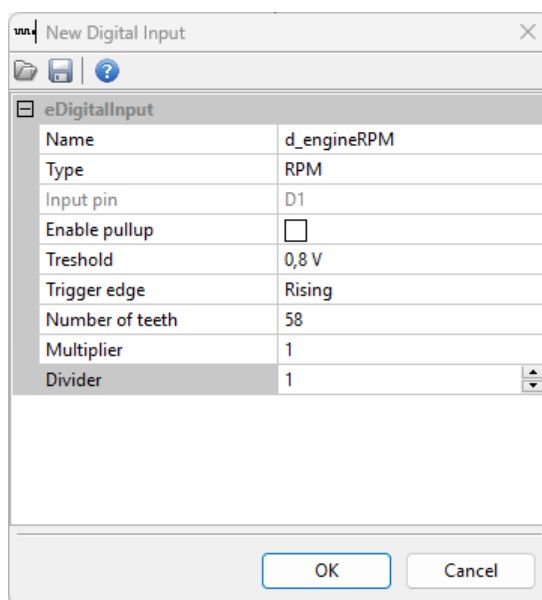 New Digital Input
eDigitalInput
Name d_engineRPM
Type RPM
Input pin D1
Enable pullup
Treshold 0,8 V
Trigger edge Rising
Number of teeth 58
Multiplier 1
Divider 1
OK Cancel